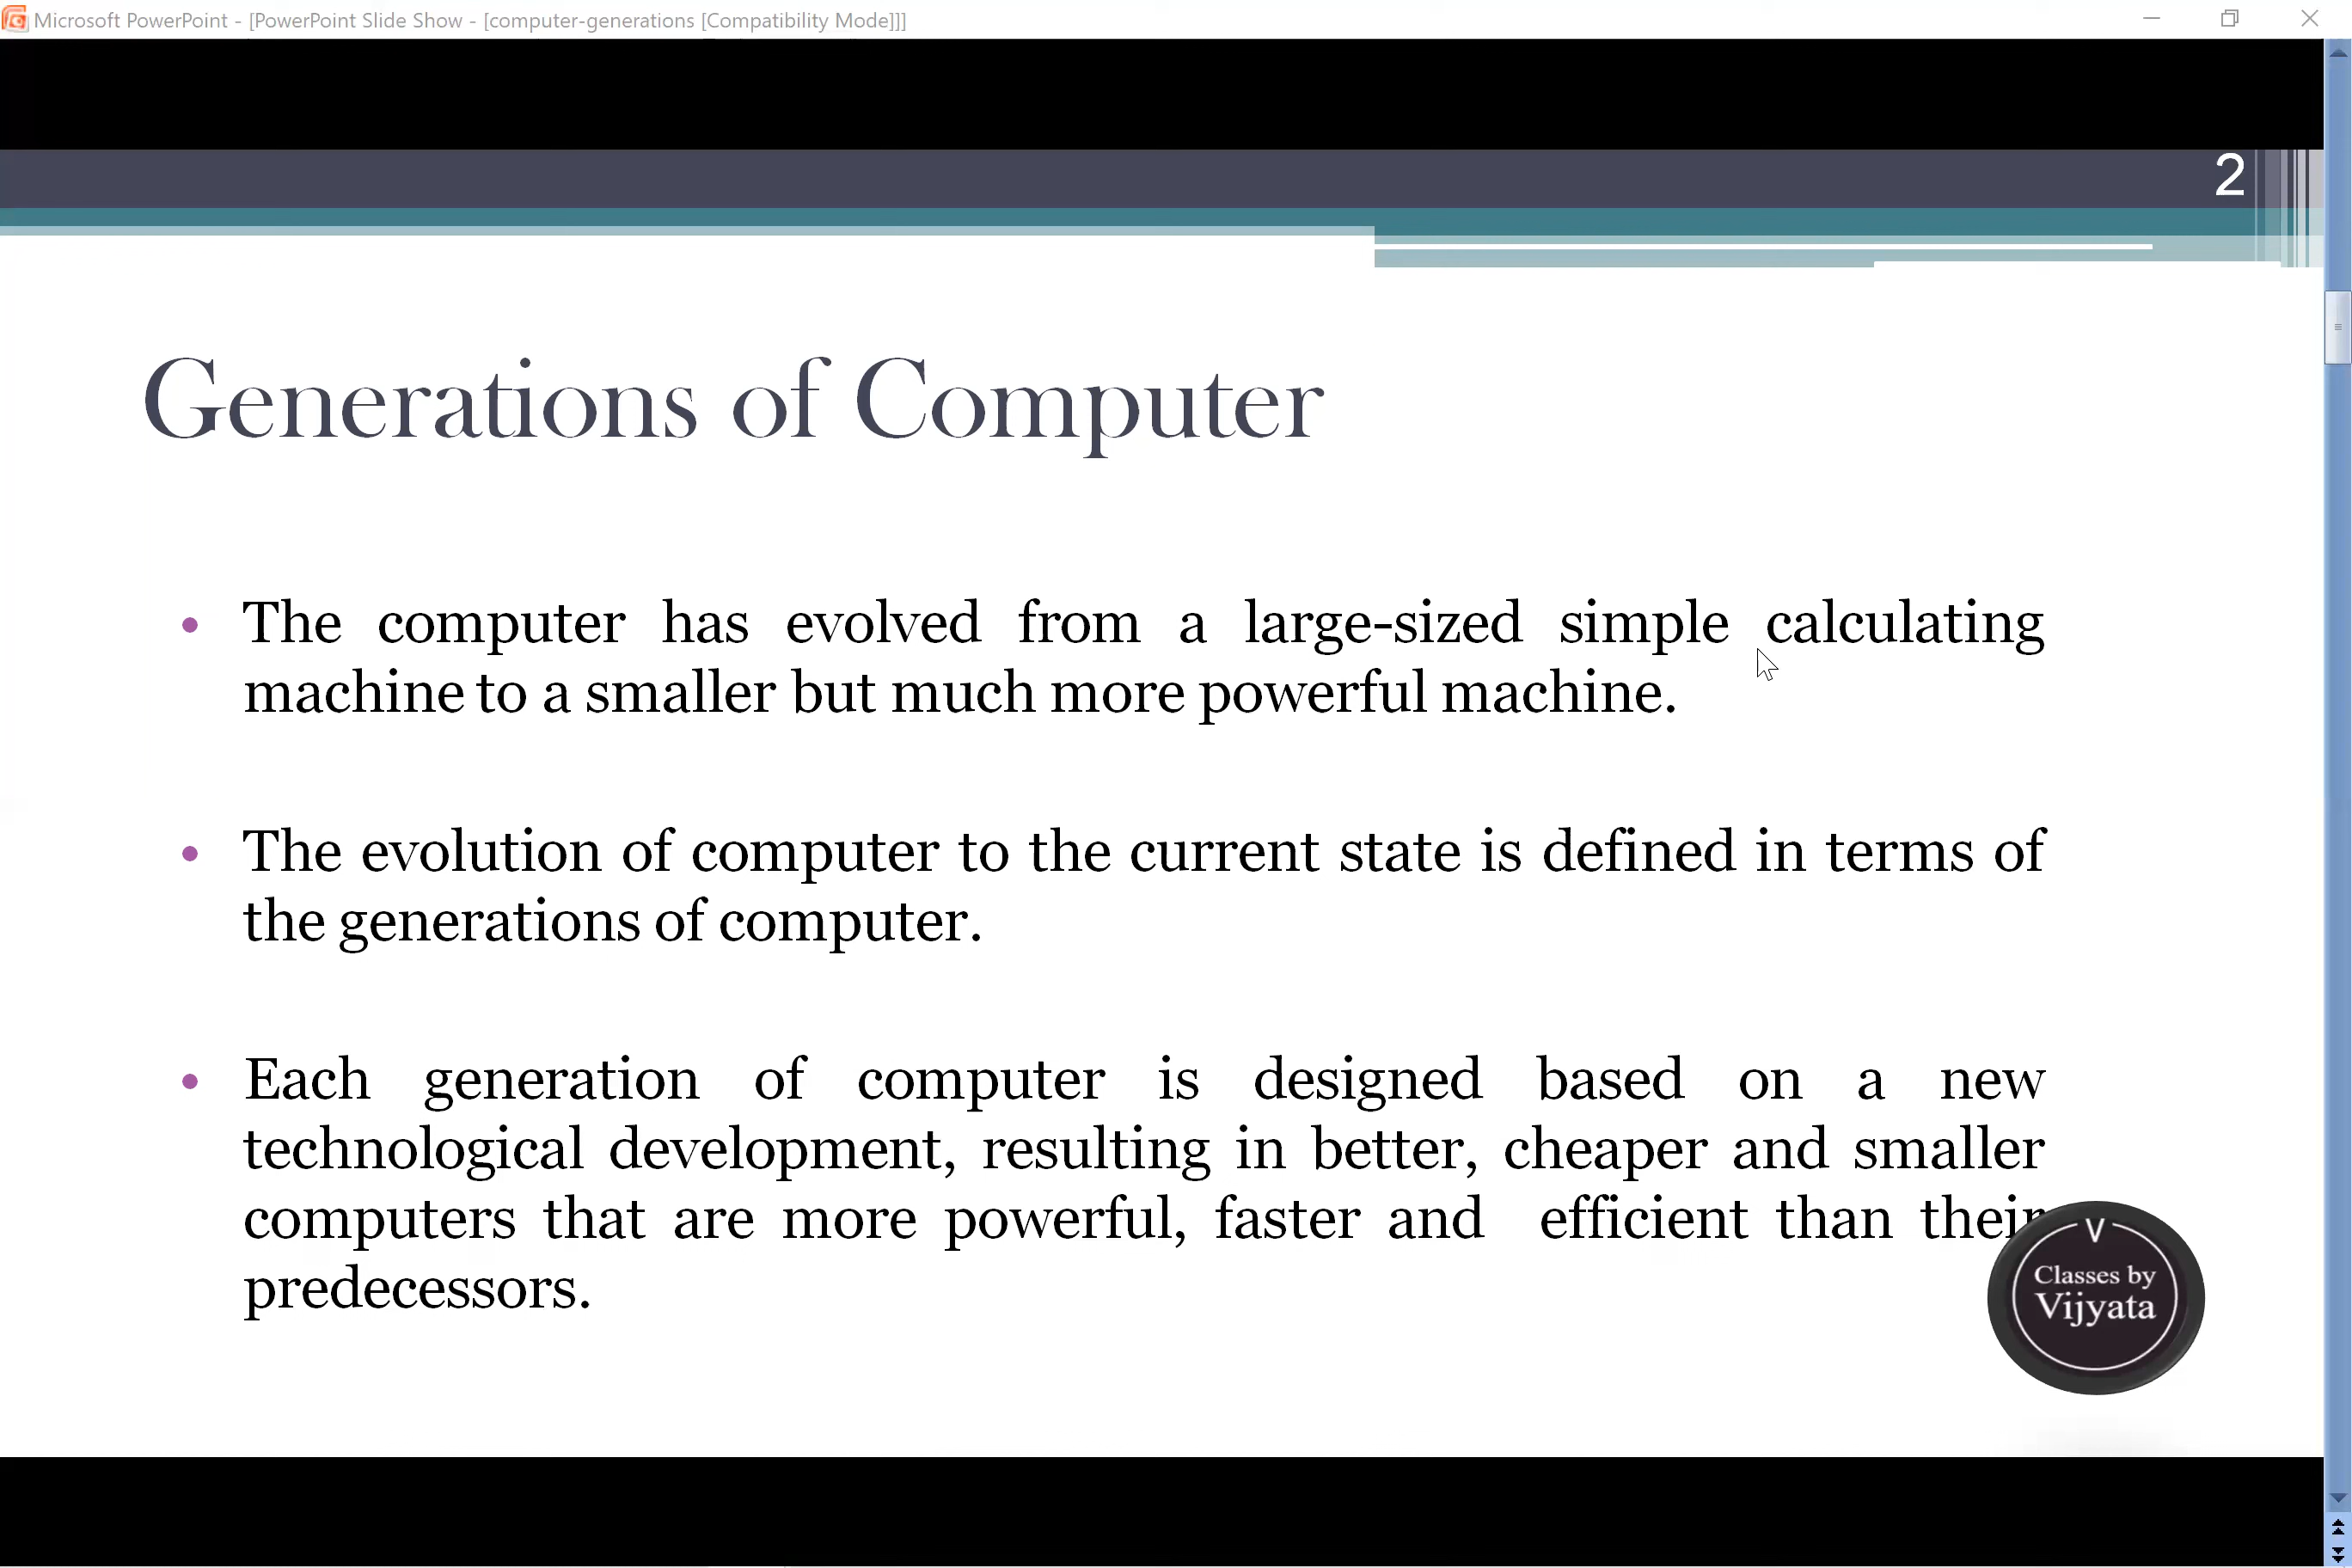 Microsoft PowerPoint - [PowerPoint Slide Show - [computer-generations [Compatibility Mode]]]
2
Generations of Computer
• The computer has evolved from a large-sized simple calculating
machine to a smaller but much more powerful machine.
• The evolution of computer to the current state is defined in terms of
the generations of computer.
• Each generation of computer is designed based on a new
technological development, resulting in better, cheaper and smaller
computers that are more powerful, faster and efficient than their
predecessors.
V
Classes by
Vijyata